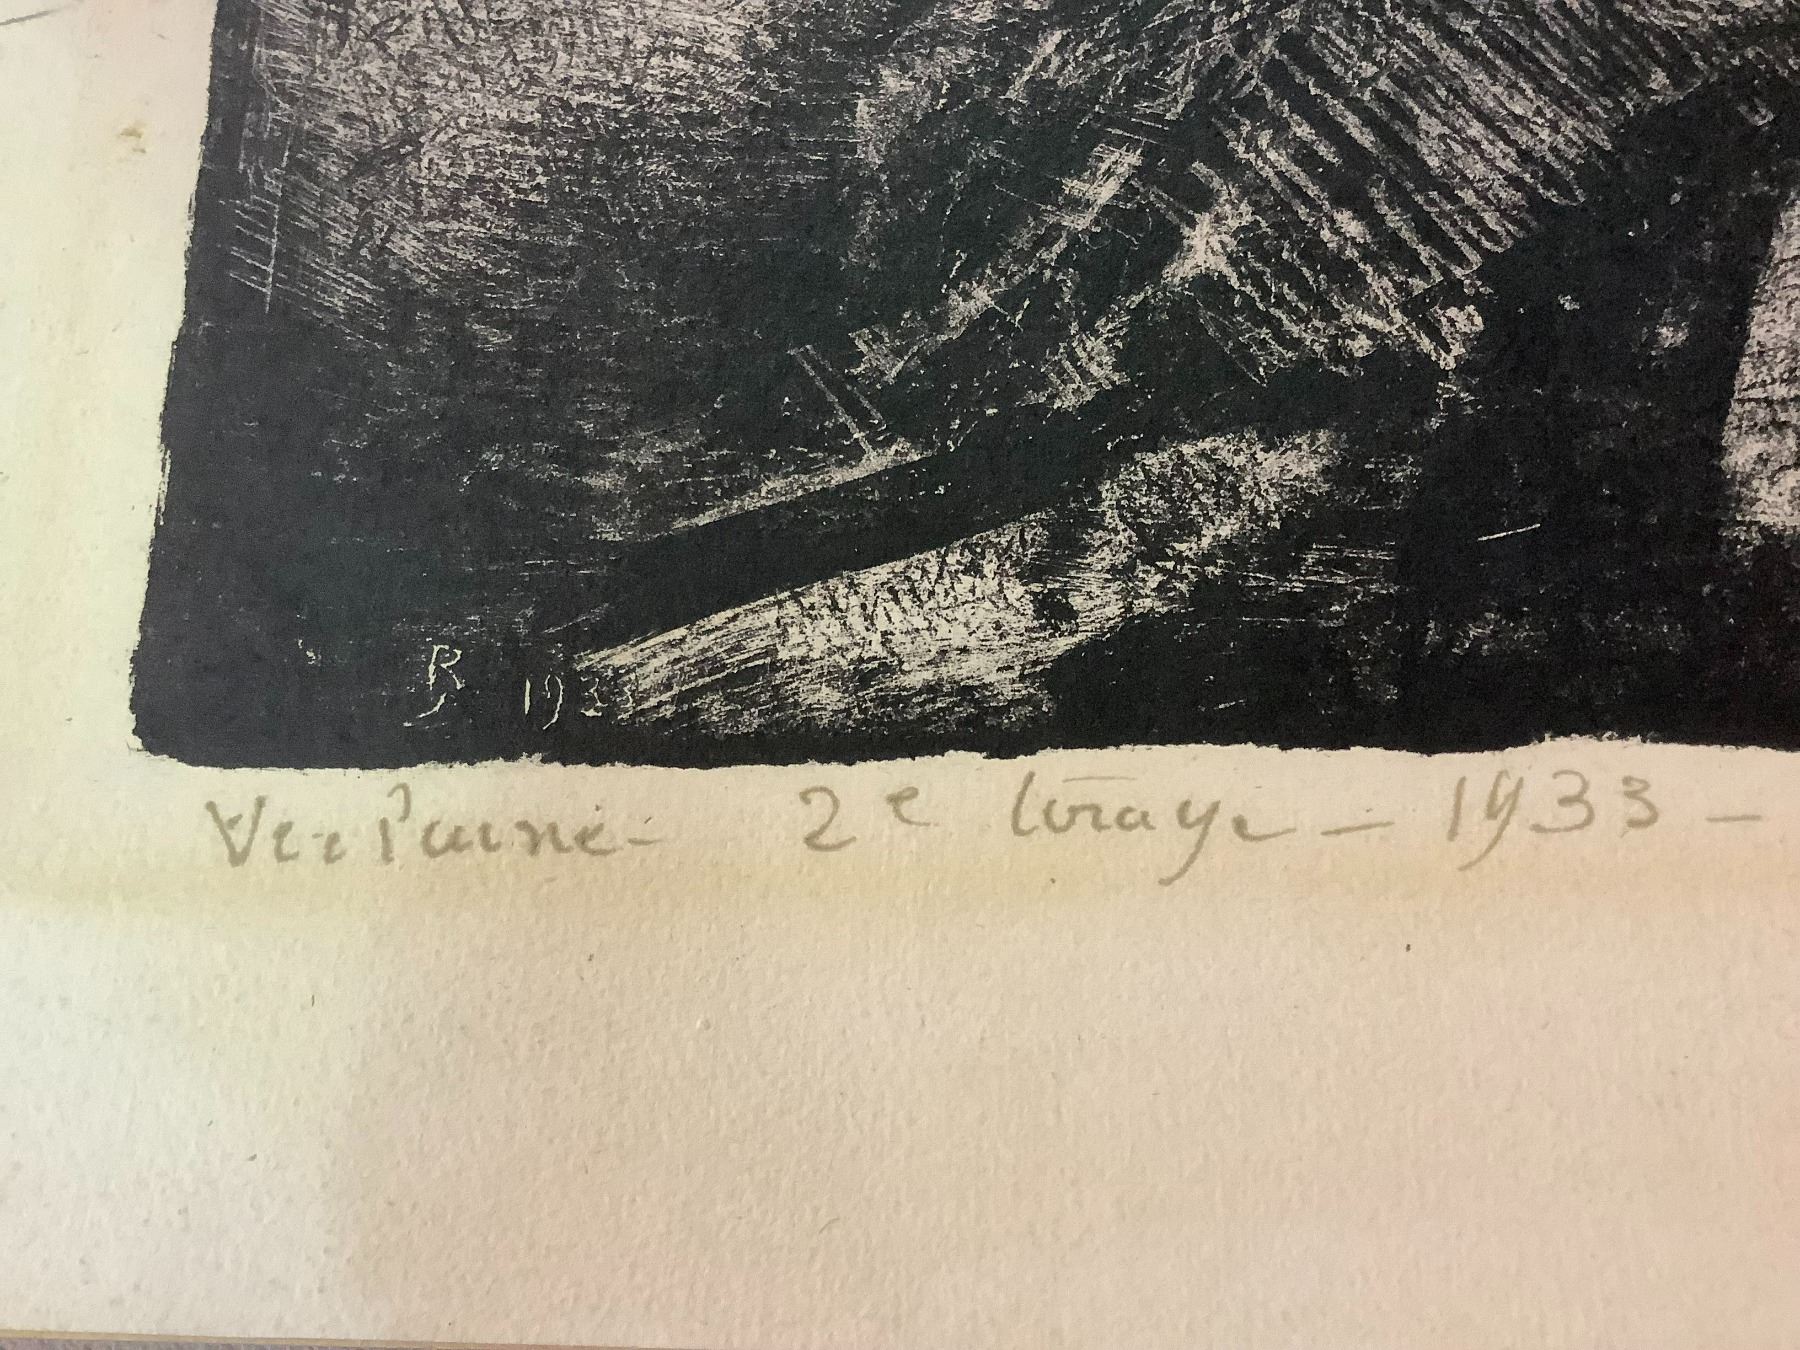 R 1933
Verlaine - 2e tirage - 1933 -